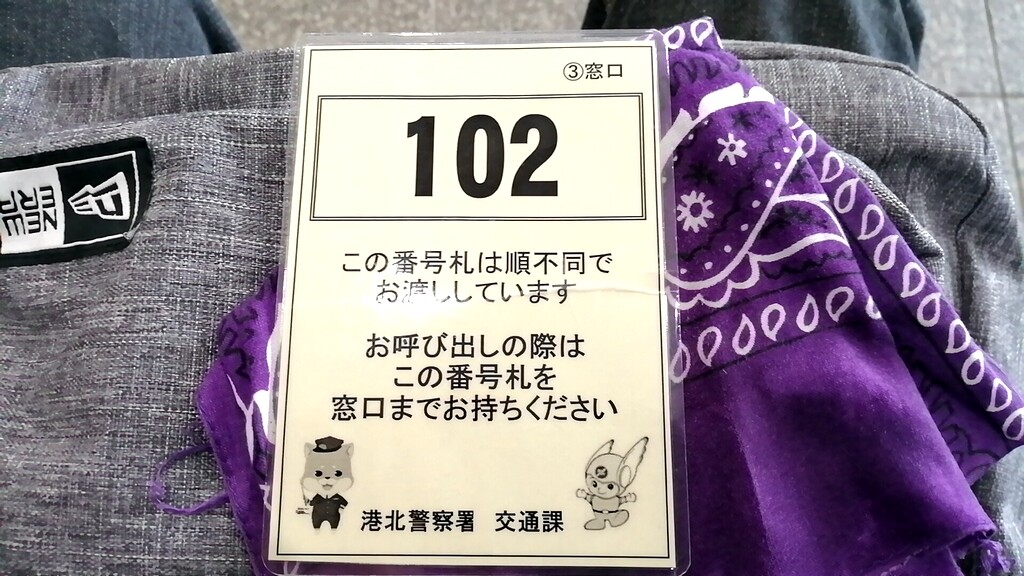 ③窓口
102
この番号札は順不同で
お渡ししています
お呼び出しの際は
この番号札を
窓口までお持ちください
港北警察署 交通課
NEW ERA